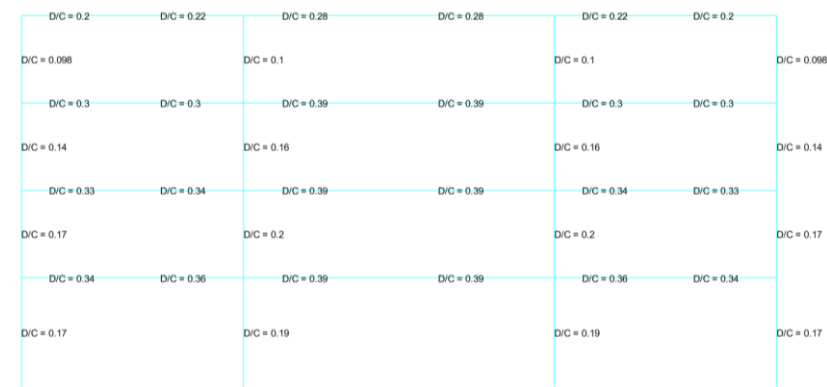 D/C = 0.2 D/C = 0.22 D/C = 0.28 D/C = 0.28 D/C = 0.22 D/C = 0.2
D/C = 0.098 D/C = 0.1 D/C = 0.1 D/C = 0.098
D/C = 0.3 D/C = 0.3 D/C = 0.39 D/C = 0.39 D/C = 0.3 D/C = 0.3
D/C = 0.14 D/C = 0.16 D/C = 0.16 D/C = 0.14
D/C = 0.33 D/C = 0.34 D/C = 0.39 D/C = 0.39 D/C = 0.34 D/C = 0.33
D/C = 0.17 D/C = 0.2 D/C = 0.2 D/C = 0.17
D/C = 0.34 D/C = 0.36 D/C = 0.39 D/C = 0.39 D/C = 0.36 D/C = 0.34
D/C = 0.17 D/C = 0.19 D/C = 0.19 D/C = 0.17